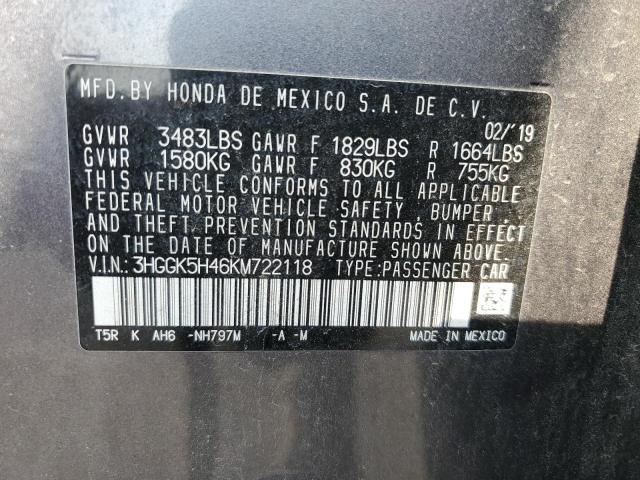 MFD. BY HONDA DE MEXICO S.A. DE C.V.
02/'19
GVWR 3483LBS GAWR F 1829LBS R 1664LBS
GVWR 1580KG GAWR F 830KG R 755KG
THIS VEHICLE CONFORMS TO ALL APPLICABLE
FEDERAL MOTOR VEHICLE SAFETY, BUMPER,
AND THEFT PREVENTION STANDARDS IN EFFECT
ON THE DATE OF MANUFACTURE SHOWN ABOVE.
V.I.N.: 3HGGK5H46KM722118 TYPE: PASSENGER CAR
T5R K AH6 -NH797M -A -M MADE IN MEXICO